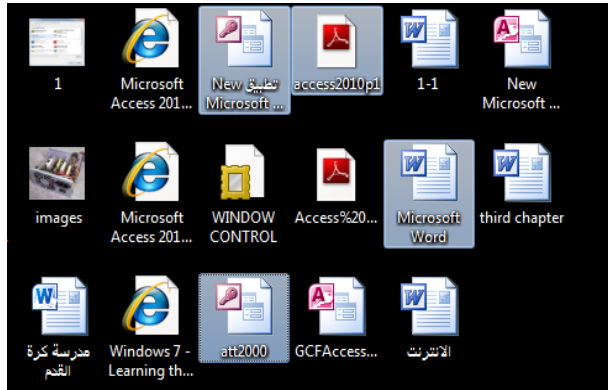 1
Microsoft
Access 201...
تطبيق New
Microsoft ...
access2010p1
1-1
New
Microsoft ...
images
Microsoft
Access 201...
WINDOW
CONTROL
Access%20...
Microsoft
Word
third chapter
مدرسة كرة
القدم
Windows 7 -
Learning th...
att2000
GCFAccess...
الانترنت